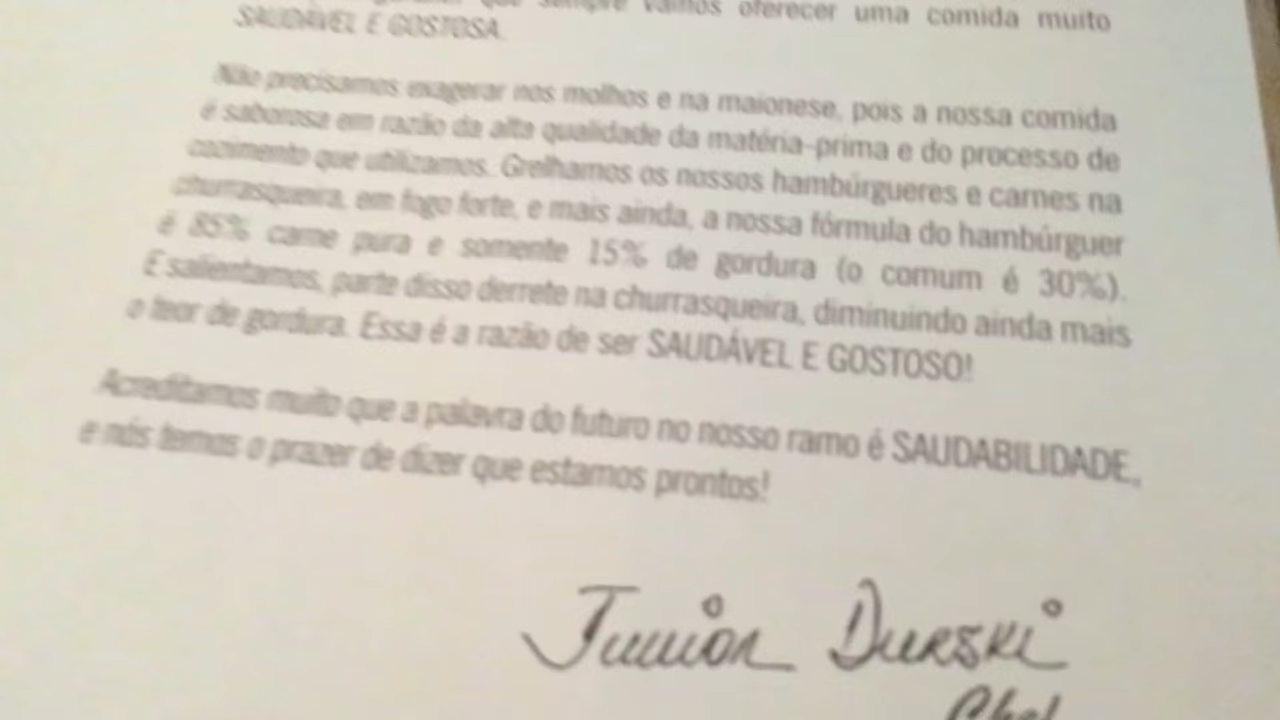 que sempre vamos oferecer uma comida muito
SAUDÁVEL E GOSTOSA.
Não precisamos exagerar nos molhos e na maionese, pois a nossa comida
é saborosa em razão da alta qualidade da matéria-prima e do processo de
cozimento que utilizamos. Grelhamos os nossos hambúrgueres e carnes na
churrasqueira, em fogo forte, e mais ainda, a nossa fórmula do hambúrguer
é 85% carne pura e somente 15% de gordura (o comum é 30%).
E salientamos, parte disso derrete na churrasqueira, diminuindo ainda mais
o teor de gordura. Essa é a razão de ser SAUDÁVEL E GOSTOSO!
Acreditamos muito que a palavra do futuro no nosso ramo é SAUDABILIDADE,
e nós temos o prazer de dizer que estamos prontos!
Junior Durski
Chef